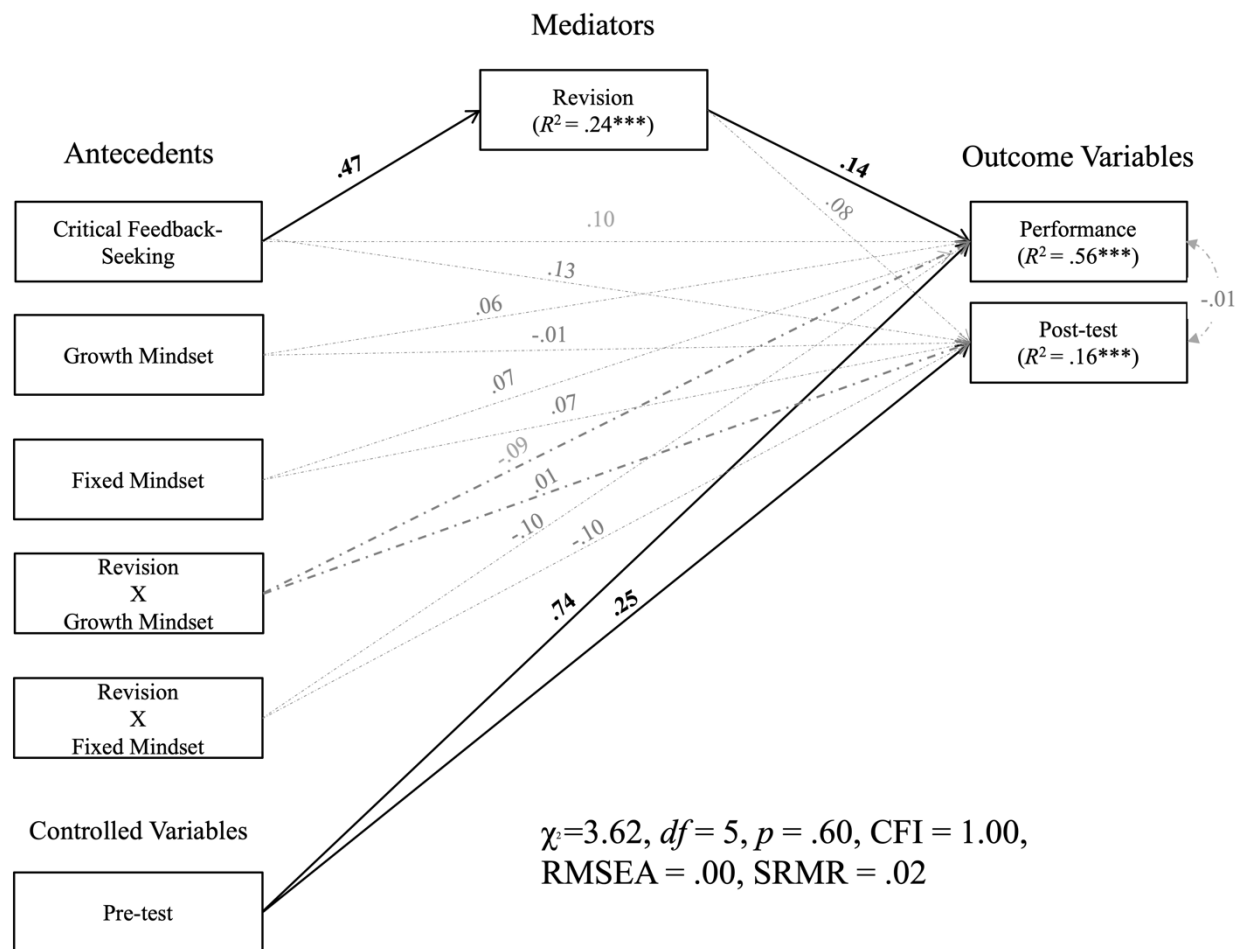 Mediators
Revision
(R² = .24***)
Antecedents
Outcome Variables
.47
.14
.08
Critical Feedback-
Seeking
.10
Performance
(R² = .56***)
.13
-.01
.06
Growth Mindset
-.01
Post-test
(R² = .16***)
.07
.07
Fixed Mindset
-.09
.01
-.10
-.10
Revision
X
Growth Mindset
.74
.25
Revision
X
Fixed Mindset
Controlled Variables
χ²=3.62, df = 5, p = .60, CFI = 1.00,
RMSEA = .00, SRMR = .02
Pre-test